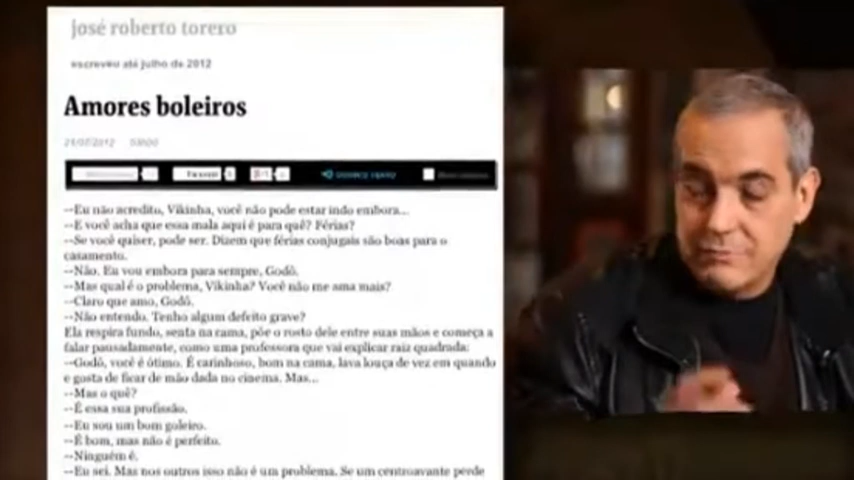 josé roberto torero
escreveu até julho de 2012
Amores boleiros
--Eu não acredito, Vikinha, você não pode estar indo embora...
--E você acha que essa mala aqui é para quê? Férias?
--Se você quiser, pode ser. Dizem que férias conjugais são boas para o
casamento.
--Não. Eu vou embora para sempre, Godô.
--Mas qual é o problema, Vikinha? Você não me ama mais?
--Claro que amo, Godô.
--Não entendo. Tenho algum defeito grave?
Ela respira fundo, senta na cama, põe o rosto dele entre suas mãos e começa a
falar pausadamente, como uma professora que vai explicar raiz quadrada:
--Godô, você é ótimo. É carinhoso, bom na cama, lava louça de vez em quando
e gosta de ficar de mão dada no cinema. Mas...
--Mas o quê?
--É essa sua profissão.
--Eu sou um bom goleiro.
--É bom, mas não é perfeito.
--Ninguém é.
--Eu sei. Mas nos outros isso não é um problema. Se um centroavante perde